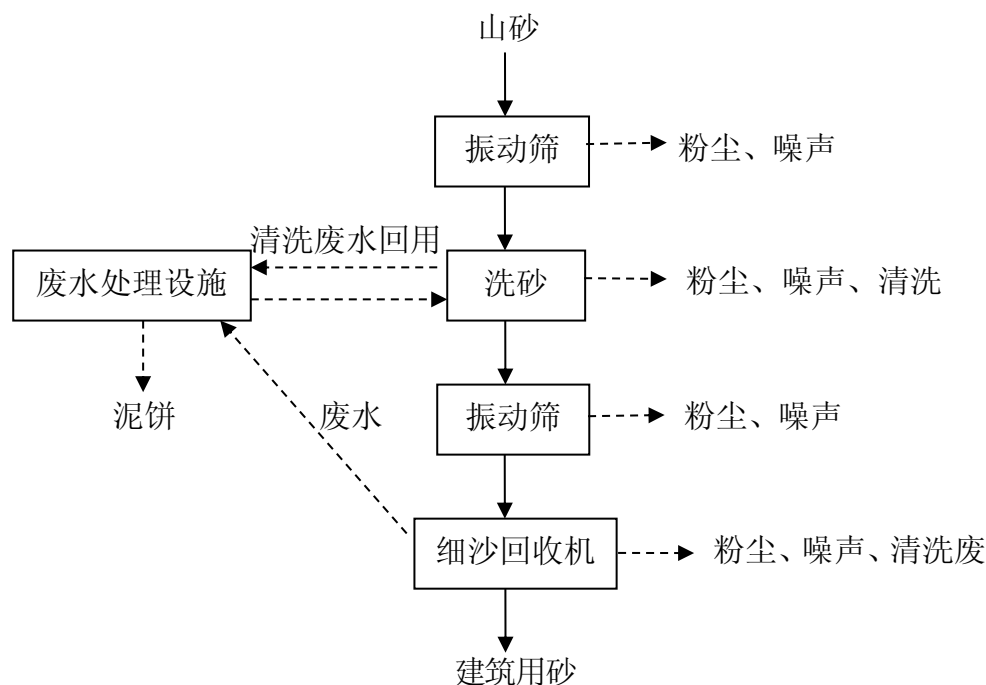 山砂
振动筛
粉尘、噪声
清洗废水回用
废水处理设施
洗砂
粉尘、噪声、清洗
泥饼
废水
振动筛
粉尘、噪声
细沙回收机
粉尘、噪声、清洗废
建筑用砂